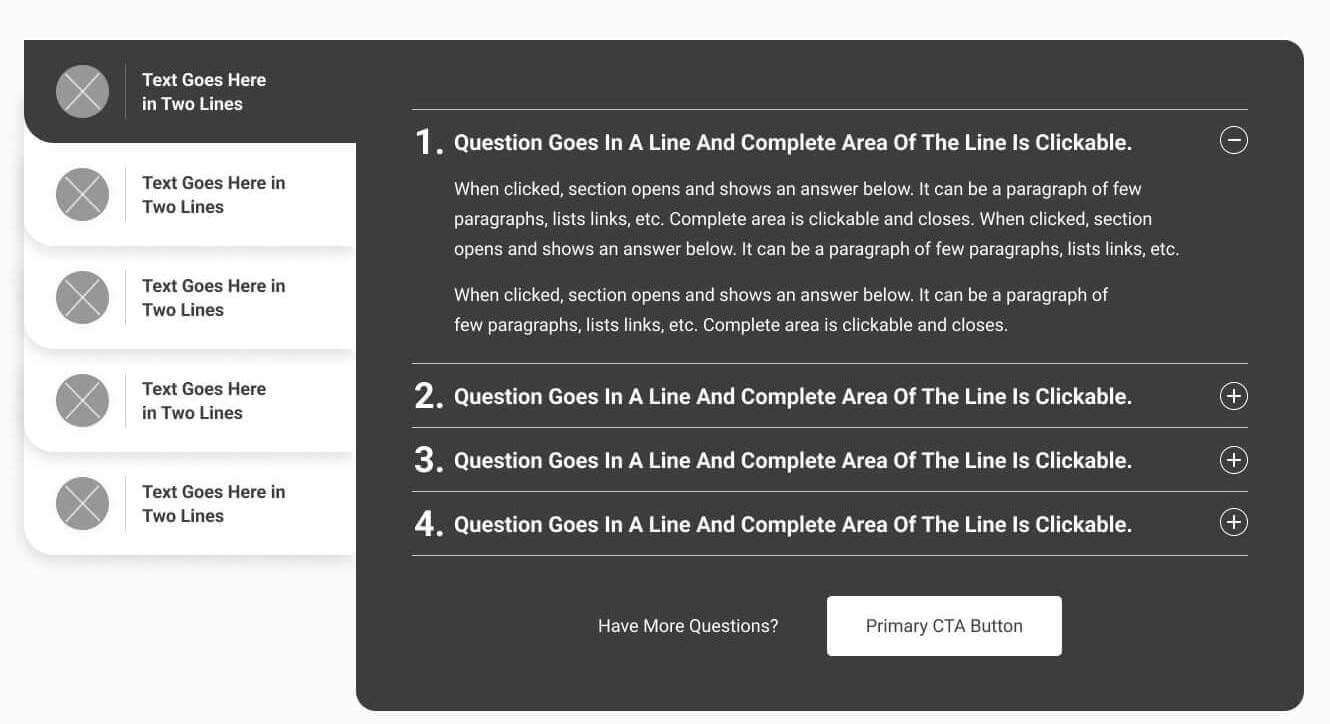 Text Goes Here
in Two Lines
Text Goes Here in
Two Lines
Text Goes Here in
Two Lines
Text Goes Here
in Two Lines
Text Goes Here in
Two Lines
1. Question Goes In A Line And Complete Area Of The Line Is Clickable.
When clicked, section opens and shows an answer below. It can be a paragraph of few
paragraphs, lists links, etc. Complete area is clickable and closes. When clicked, section
opens and shows an answer below. It can be a paragraph of few paragraphs, lists links, etc.
When clicked, section opens and shows an answer below. It can be a paragraph of
few paragraphs, lists links, etc. Complete area is clickable and closes.
2. Question Goes In A Line And Complete Area Of The Line Is Clickable.
3. Question Goes In A Line And Complete Area Of The Line Is Clickable.
4. Question Goes In A Line And Complete Area Of The Line Is Clickable.
Have More Questions?
Primary CTA Button